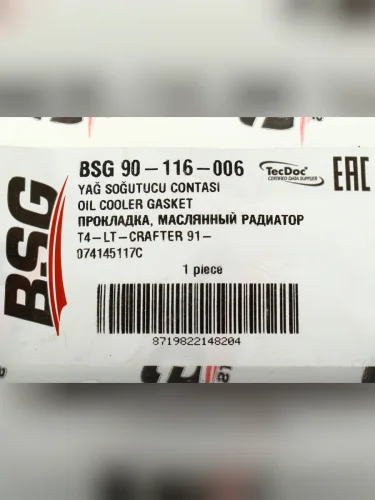 BSG
BSG 90-116-006
TecDoc
CERTIFIED DATA SUPPLIER
EAC
YAĞ SOĞUTUCU CONTASI
OIL COOLER GASKET
ПРОКЛАДКА, МАСЛЯННЫЙ РАДИАТОР
T4-LT-CRAFTER 91-
074145117C
1 piece
8719822148204